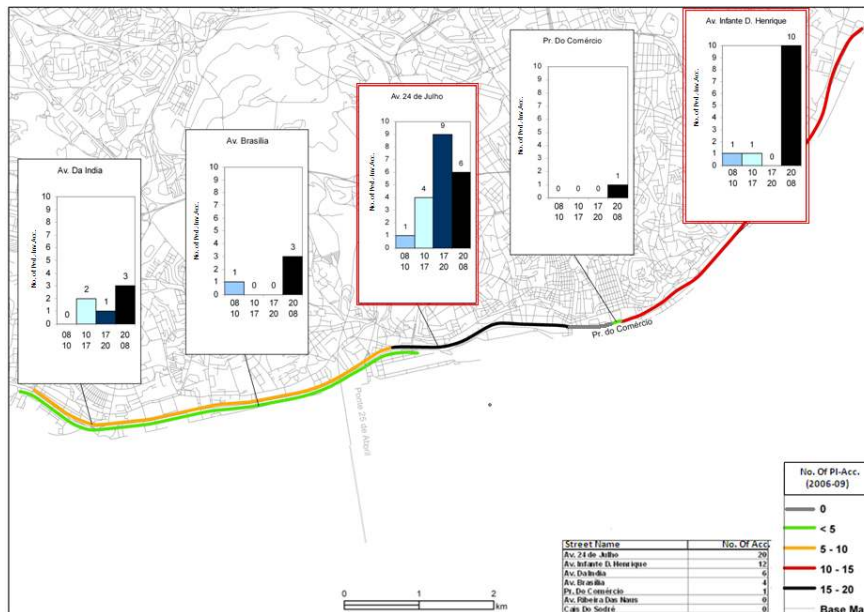 Av. Da India
No. of Ped.-Inv.Acc.
10
9
8
7
6
5
4
3
2
1
0
0
2
1
3
08 10 17 20
10 17 20 08
Av. Brasília
No. of Ped.-Inv.Acc.
10
9
8
7
6
5
4
3
2
1
0
1
0
0
3
08 10 17 20
10 17 20 08
Av. 24 de Julho
No. of Ped.-Inv.Acc.
10
9
8
7
6
5
4
3
2
1
0
1
4
9
6
08 10 17 20
10 17 20 08
Pr. Do Comércio
No. of Ped.-Inv.Acc.
10
9
8
7
6
5
4
3
2
1
0
0
0
0
1
08 10 17 20
10 17 20 08
Av. Infante D. Henrique
No. of Ped.-Inv.Acc.
10
9
8
7
6
5
4
3
2
1
0
1
1
0
10
08 10 17 20
10 17 20 08
Pr. do Comércio
Ponte 25 de Abril
0 1 2
km
Street Name No. Of Acc.
Av. 24 de Julho 20
Av. Infante D. Henrique 12
Av. Da Índia 6
Av. Brasília 4
Pr. Do Comércio 1
Av. Ribeira Das Naus 0
Cais Do Sodré 0
No. Of PI-Acc.
(2006-09)
0
< 5
5 - 10
10 - 15
15 - 20
Base Ma